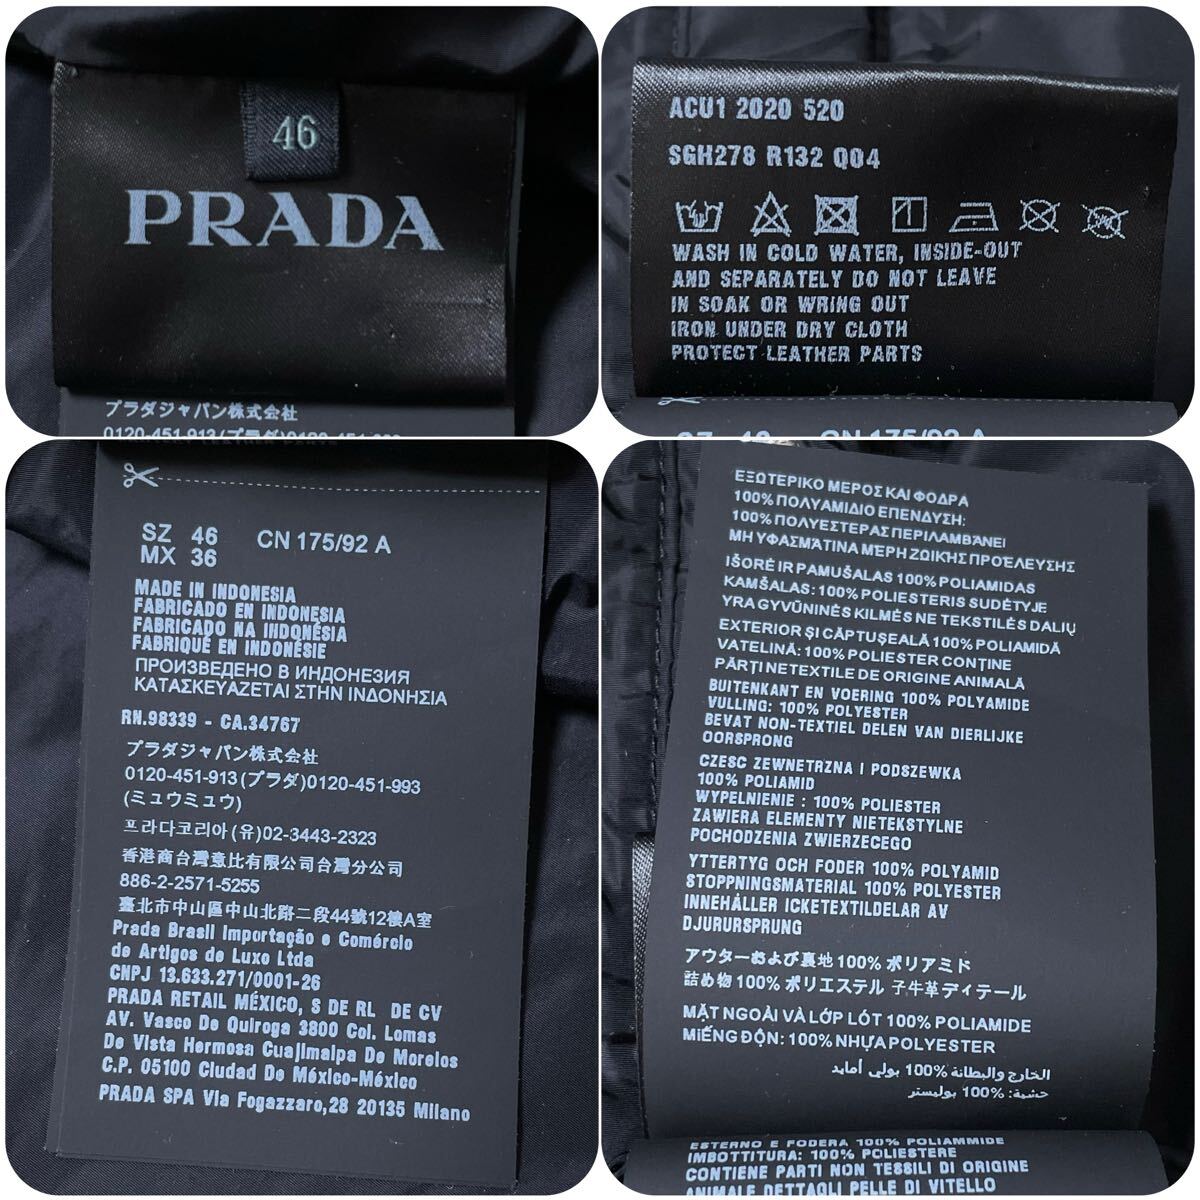 46
PRADA
プラダジャパン株式会社
ACU1 2020 520
SGH278 R132 Q04
WASH IN COLD WATER, INSIDE-OUT
AND SEPARATELY DO NOT LEAVE
IN SOAK OR WRING OUT
IRON UNDER DRY CLOTH
PROTECT LEATHER PARTS
SZ 46 CN 175/92 A
MX 36
MADE IN INDONESIA
FABRICADO EN INDONESIA
FABRICADO NA INDONÉSIA
FABRIQUÉ EN INDONÉSIE
ПРОИЗВЕДЕНО В ИНДОНЕЗИЯ
ΚΑΤΑΣΚΕΥΑΖΕΤΑΙ ΣΤΗΝ ΙΝΔΟΝΗΣΙΑ
RN.98339 - CA.34767
プラダジャパン株式会社
0120-451-913(プラダ)0120-451-993
(ミュウミュウ)
프라다코리아(유)02-3443-2323
香港商台灣意比有限公司台灣分公司
886-2-2571-5255
臺北市中山區中山北路二段44號12樓A室
Prada Brasil Importação e Comércio
de Artigos de Luxo Ltda
CNPJ 13.633.271/0001-26
PRADA RETAIL MÉXICO, S DE RL DE CV
AV. Vasco De Quiroga 3800 Col. Lomas
De Vista Hermosa Cuajimalpa De Morelos
C.P. 05100 Ciudad De México-México
PRADA SPA Via Fogazzaro,28 20135 Milano
ΕΞΩΤΕΡΙΚΟ ΜΕΡΟΣ ΚΑΙ ΦΟΔΡΑ
100% ΠΟΛΥΑΜΙΔΙΟ ΕΠΕΝΔΥΣΗ:
100% ΠΟΛΥΕΣΤΕΡΑΣ ΠΕΡΙΛΑΜΒΑΝΕΙ
ΜΗ ΥΦΑΣΜΑΤΙΝΑ ΜΕΡΗ ΖΩΙΚΗΣ ΠΡΟΕΛΕΥΣΗΣ
IŠORĖ IR PAMUŠALAS 100% POLIAMIDAS
KAMŠALAS: 100% POLIESTERIS SUDĖTYJE
YRA GYVŪNINĖS KILMĖS NE TEKSTILĖS DALIŲ
EXTERIOR ȘI CĂPTUȘEALĂ 100% POLIAMIDĂ
VATELINĂ: 100% POLIESTER CONȚINE
PĂRȚI NETEXTILE DE ORIGINE ANIMALĂ
BUITENKANT EN VOERING 100% POLYAMIDE
VULLING: 100% POLYESTER
BEVAT NON-TEXTIEL DELEN VAN DIERLIJKE
OORSPRONG
CZESC ZEWNETRZNA I PODSZEWKA
100% POLIAMID
WYPELNIENIE : 100% POLIESTER
ZAWIERA ELEMENTY NIETEKSTYLNE
POCHODZENIA ZWIERZECEGO
YTTERTYG OCH FODER 100% POLYAMID
STOPPNINGSMATERIAL 100% POLYESTER
INNEHÅLLER ICKETEXTILDELAR AV
DJURURSPRUNG
アウターおよび裏地100% ポリアミド
詰め物100% ポリエステル 子牛革ディテール
MẶT NGOÀI VÀ LỚP LÓT 100% POLIAMIDE
MIẾNG ĐỘN: 100% NHỰA POLYESTER
الخارج والبطانة 100% بولي أمايد
حشية: 100% بوليستر
ESTERNO E FODERA 100% POLIAMMIDE
IMBOTTITURA: 100% POLIESTERE
CONTIENE PARTI NON TESSILI DI ORIGINE
ANIMALE DETTAGLI PELLE DI VITELLO